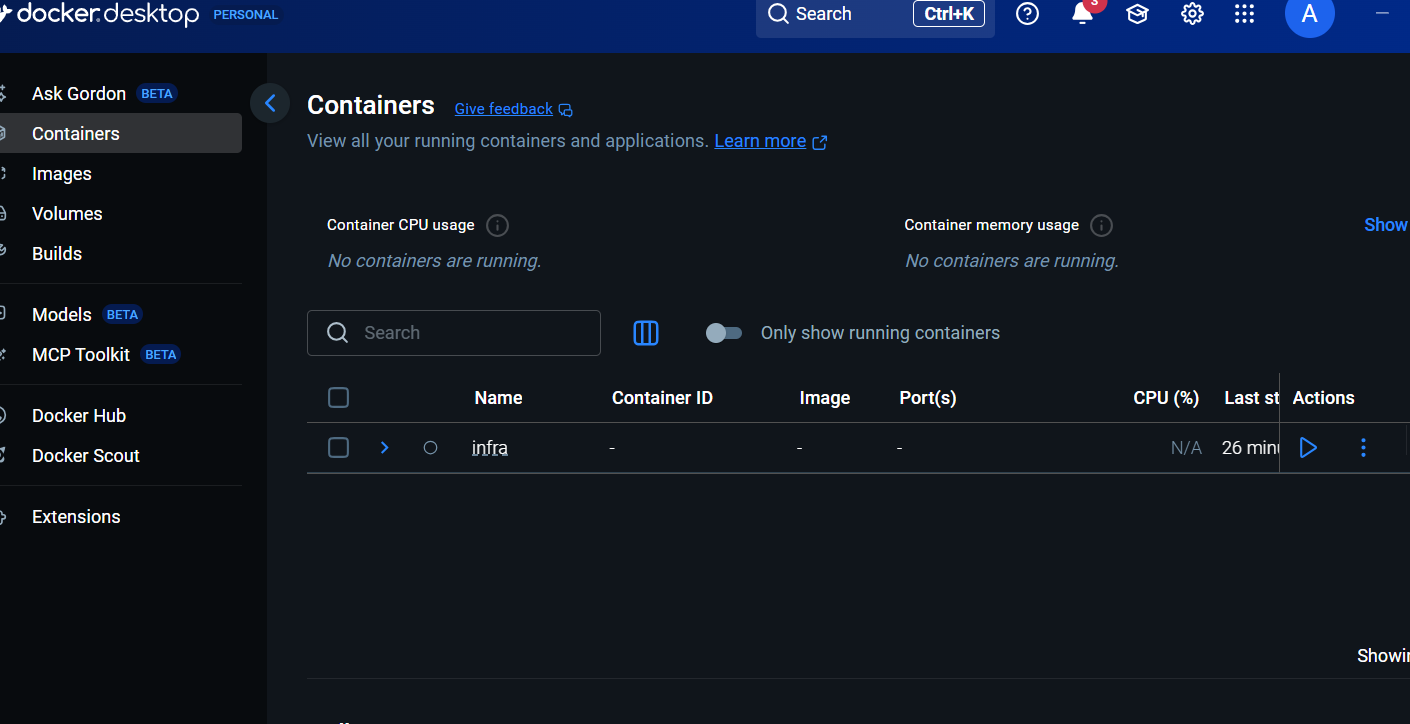 docker.desktop PERSONAL Search Ctrl+K 3 A
Ask Gordon BETA
Containers
Images
Volumes
Builds
Models BETA
MCP Toolkit BETA
Docker Hub
Docker Scout
Extensions
Containers Give feedback
View all your running containers and applications. Learn more
Container CPU usage
No containers are running.
Container memory usage
No containers are running.
Show
Search
Only show running containers
Name Container ID Image Port(s) CPU (%) Last st Actions
infra - - - N/A 26 minu
Showin